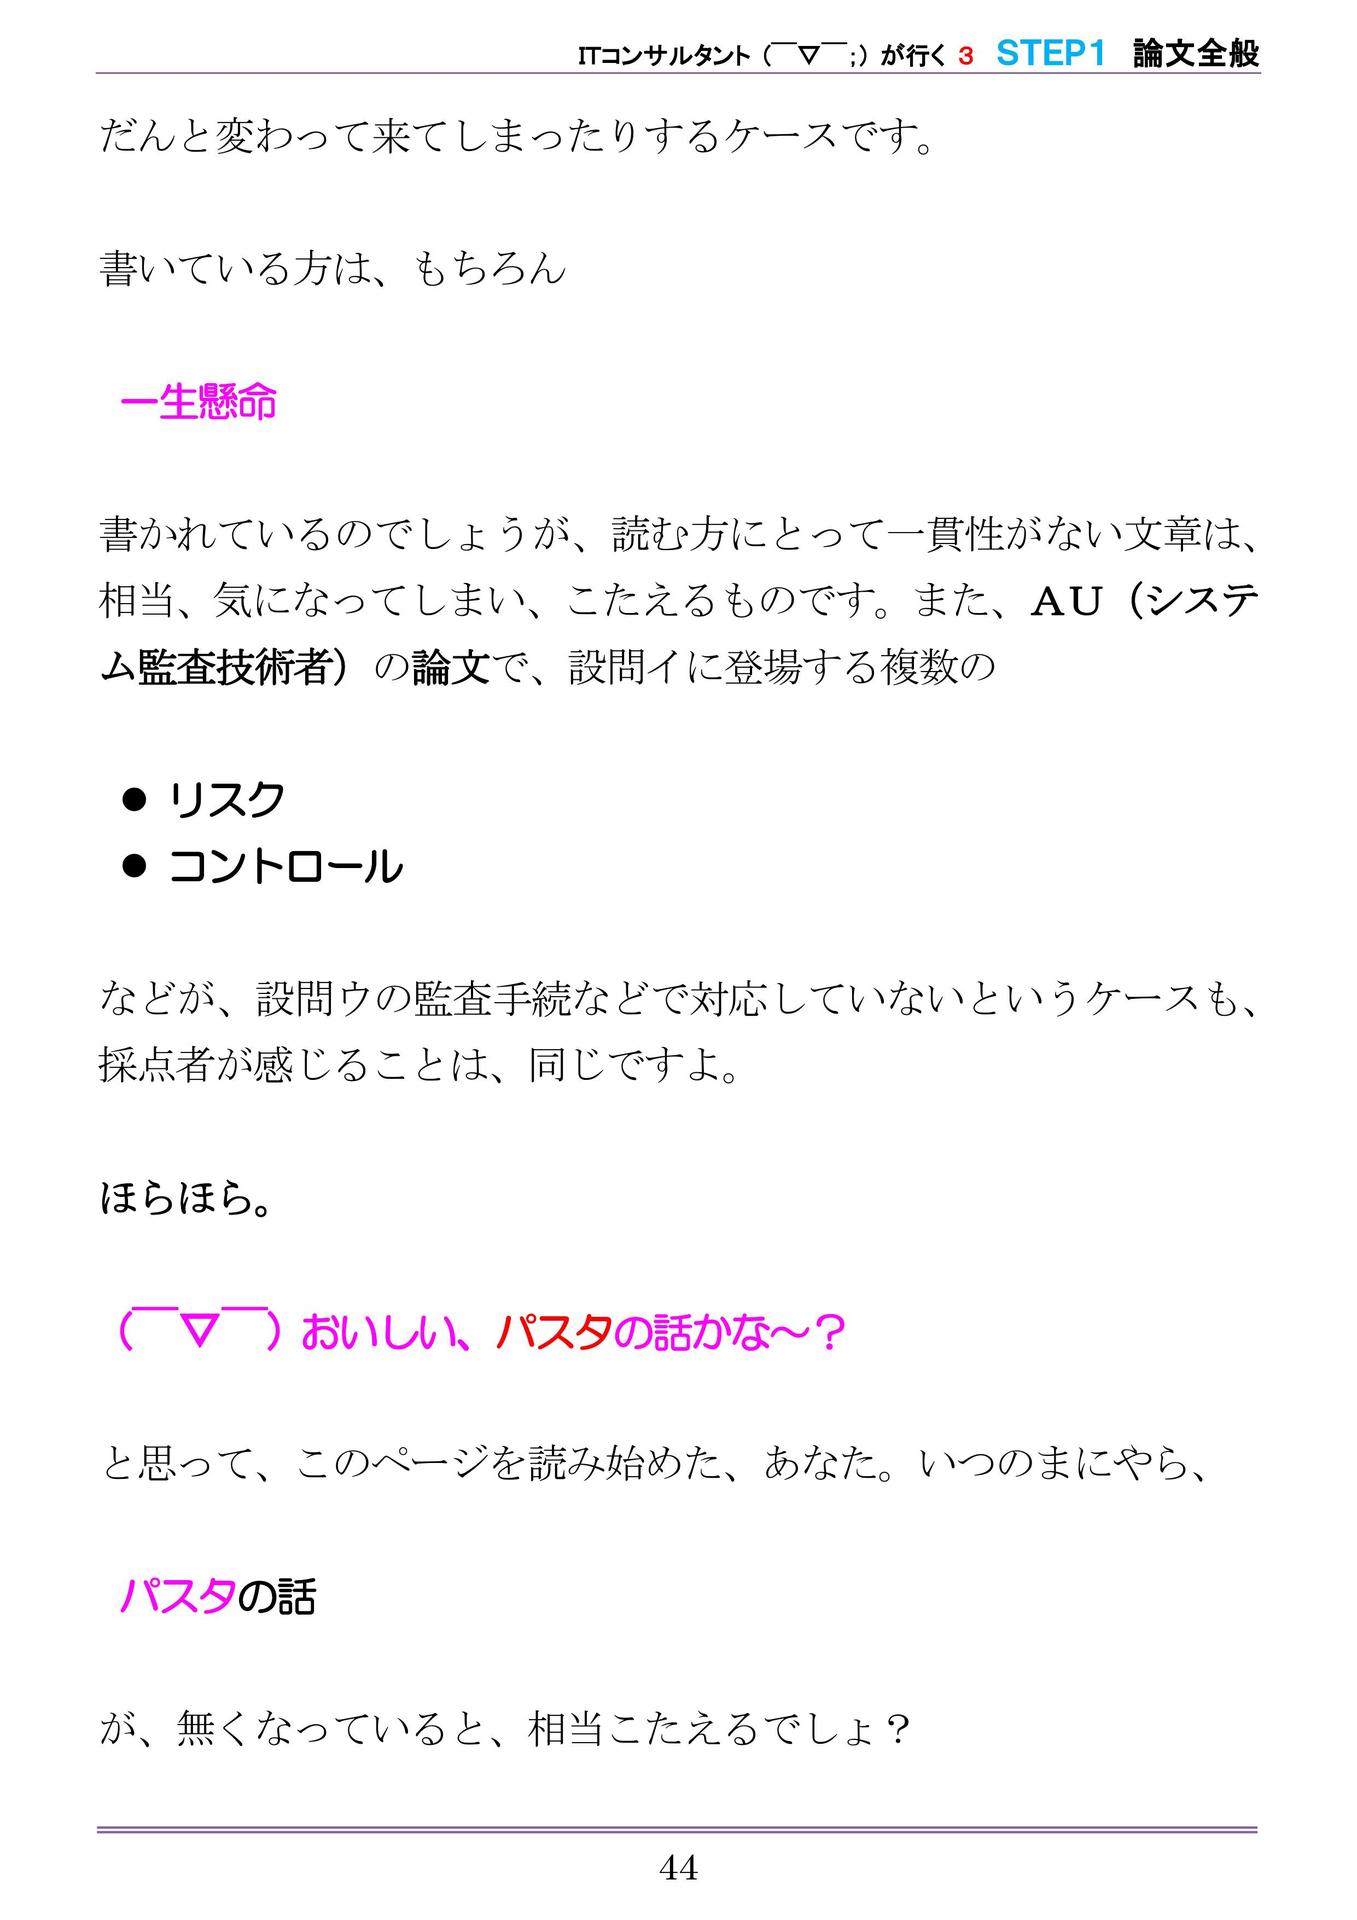 ITコンサルタント（￣▽￣；）が行く 3 STEP1 論文全般
だんと変わって来てしまったりするケースです。
書いている方は、もちろん
一生懸命
書かれているのでしょうが、読む方にとって一貫性がない文章は、
相当、気になってしまい、こたえるものです。また、ＡＵ（システ
ム監査技術者）の論文で、設問イに登場する複数の
● リスク
● コントロール
などが、設問ウの監査手続などで対応していないというケースも、
採点者が感じることは、同じですよ。
ほらほら。
（￣▽￣）おいしい、パスタの話かな～？
と思って、このページを読み始めた、あなた。いつのまにやら、
パスタの話
が、無くなっていると、相当こたえるでしょ？
44